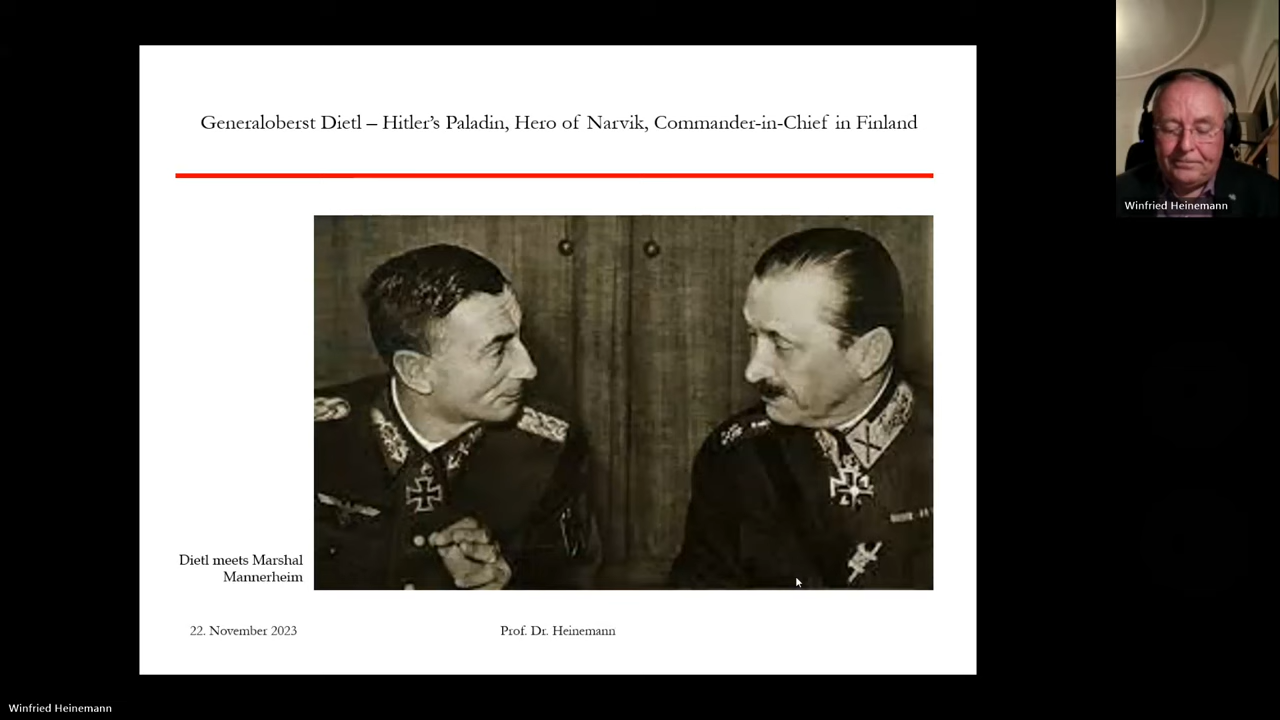 Generaloberst Dietl – Hitler’s Paladin, Hero of Narvik, Commander-in-Chief in Finland
Winfried Heinemann
Dietl meets Marshal
Mannerheim
22. November 2023
Prof. Dr. Heinemann
Winfried Heinemann